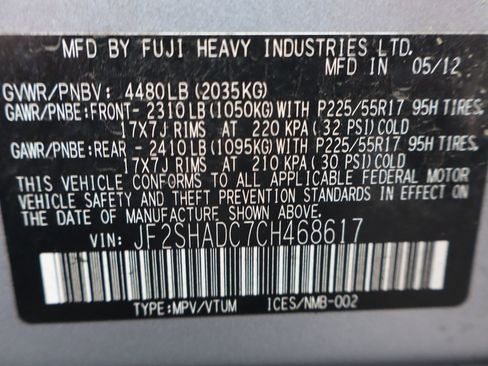 MFD BY FUJI HEAVY INDUSTRIES LTD.
MFD IN 05/12
GVWR/PNBV: 4480LB (2035KG)
GAWR/PNBE:FRONT- 2310LB (1050KG) WITH P225/55R17 95H TIRES,
17X7J RIMS AT 220 KPA (32 PSI) COLD
GAWR/PNBE:REAR - 2410LB (1095KG) WITH P225/55R17 95H TIRES,
17X7J RIMS AT 210 KPA (30 PSI) COLD
THIS VEHICLE CONFORMS TO ALL APPLICABLE FEDERAL MOTOR
VEHICLE SAFETY AND THEFT PREVENTION STANDARDS IN EFFECT
ON THE DATE OF MANUFACTURE SHOWN ABOVE.
VIN: JF2SHADC7CH468617
TYPE:MPV/VTUM ICES/NMB-002